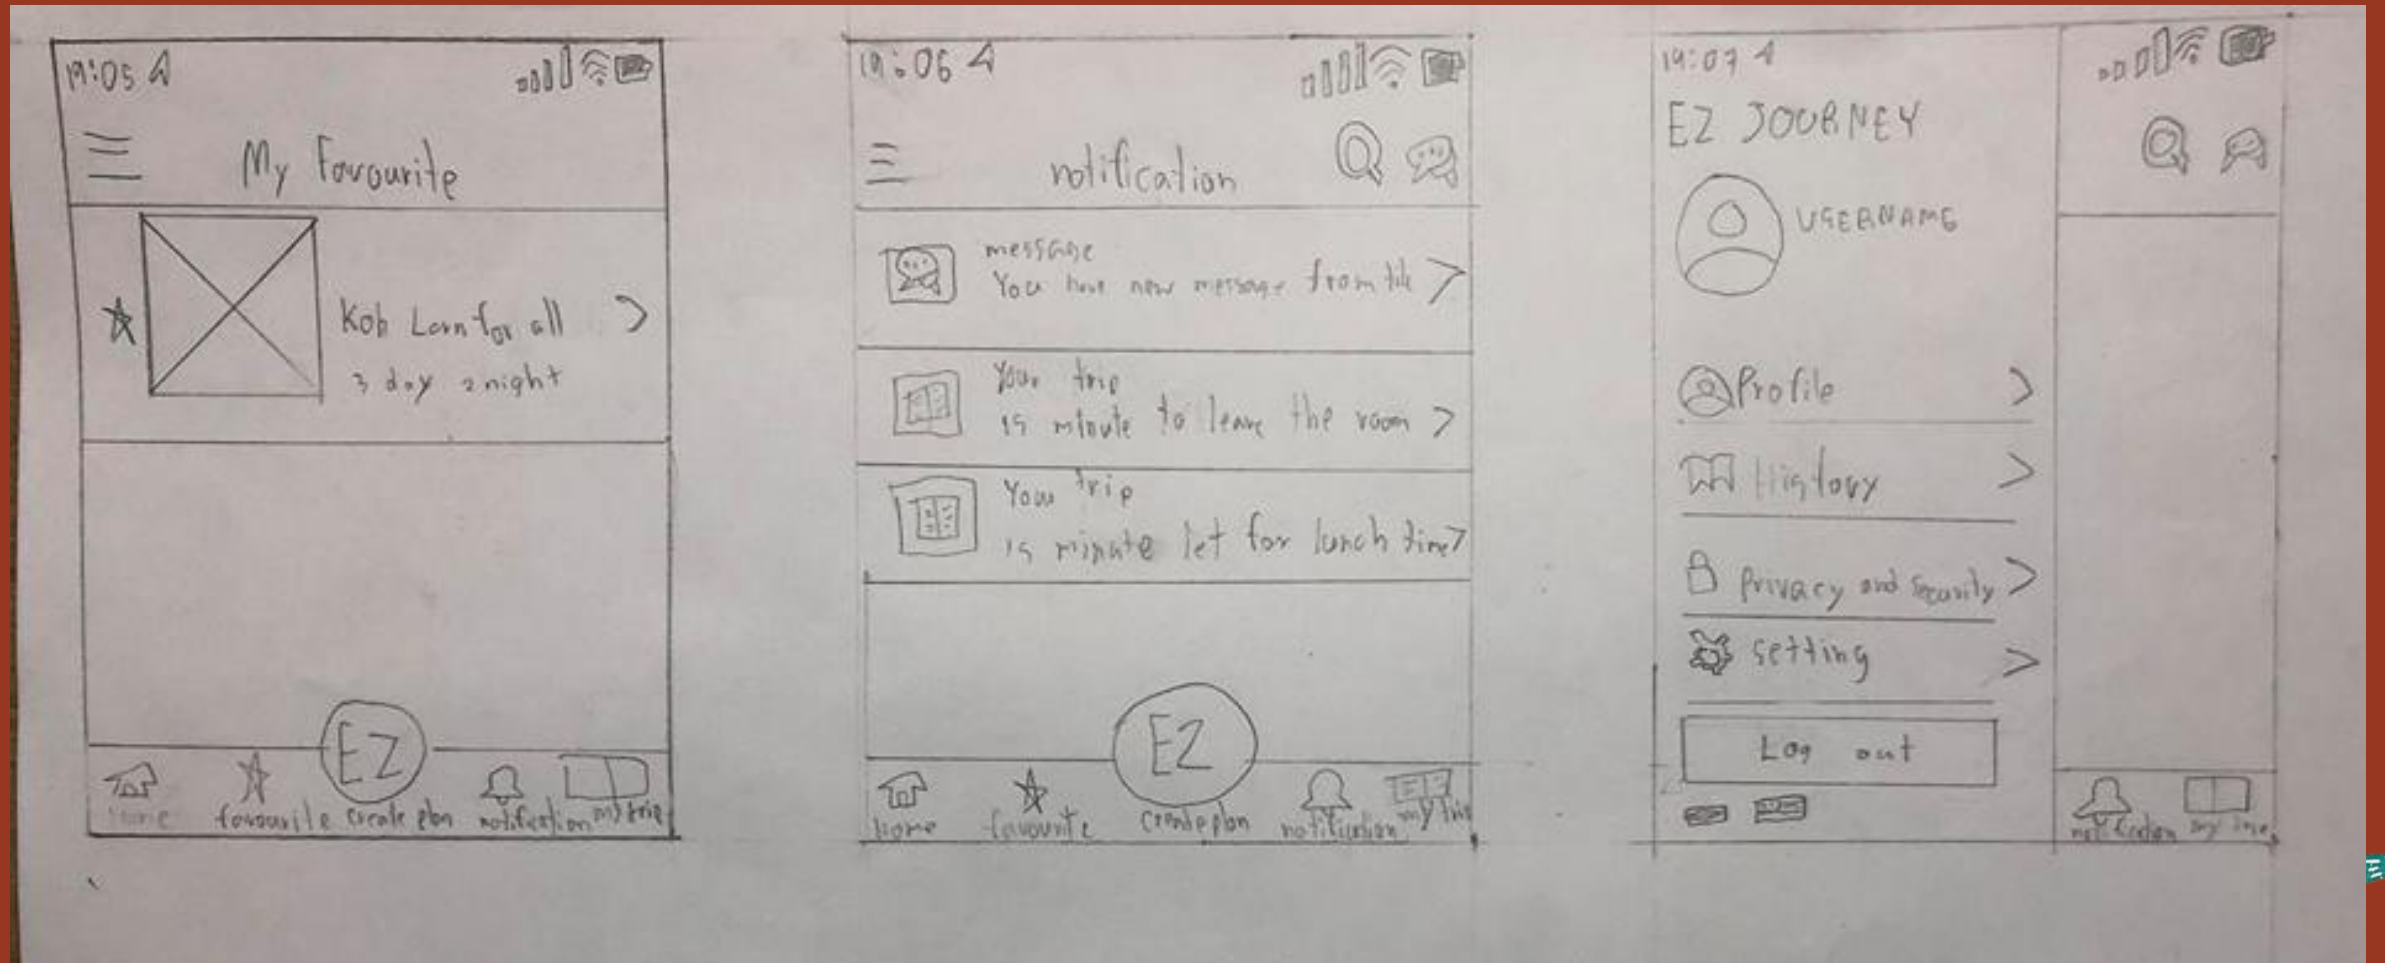 19:05
My Favourite
Koh Larn for all
3 day 2 night
EZ
home favourite create plan notification my trip
19:06
notification
message
You have new message from
Your trip
15 minute to leave the room
Your trip
15 minute let for lunch time
EZ
home favourite create plan notification my trip
19:07
EZ JOURNEY
USERNAME
Profile
History
Privacy and Security
setting
Log out
notification my trip